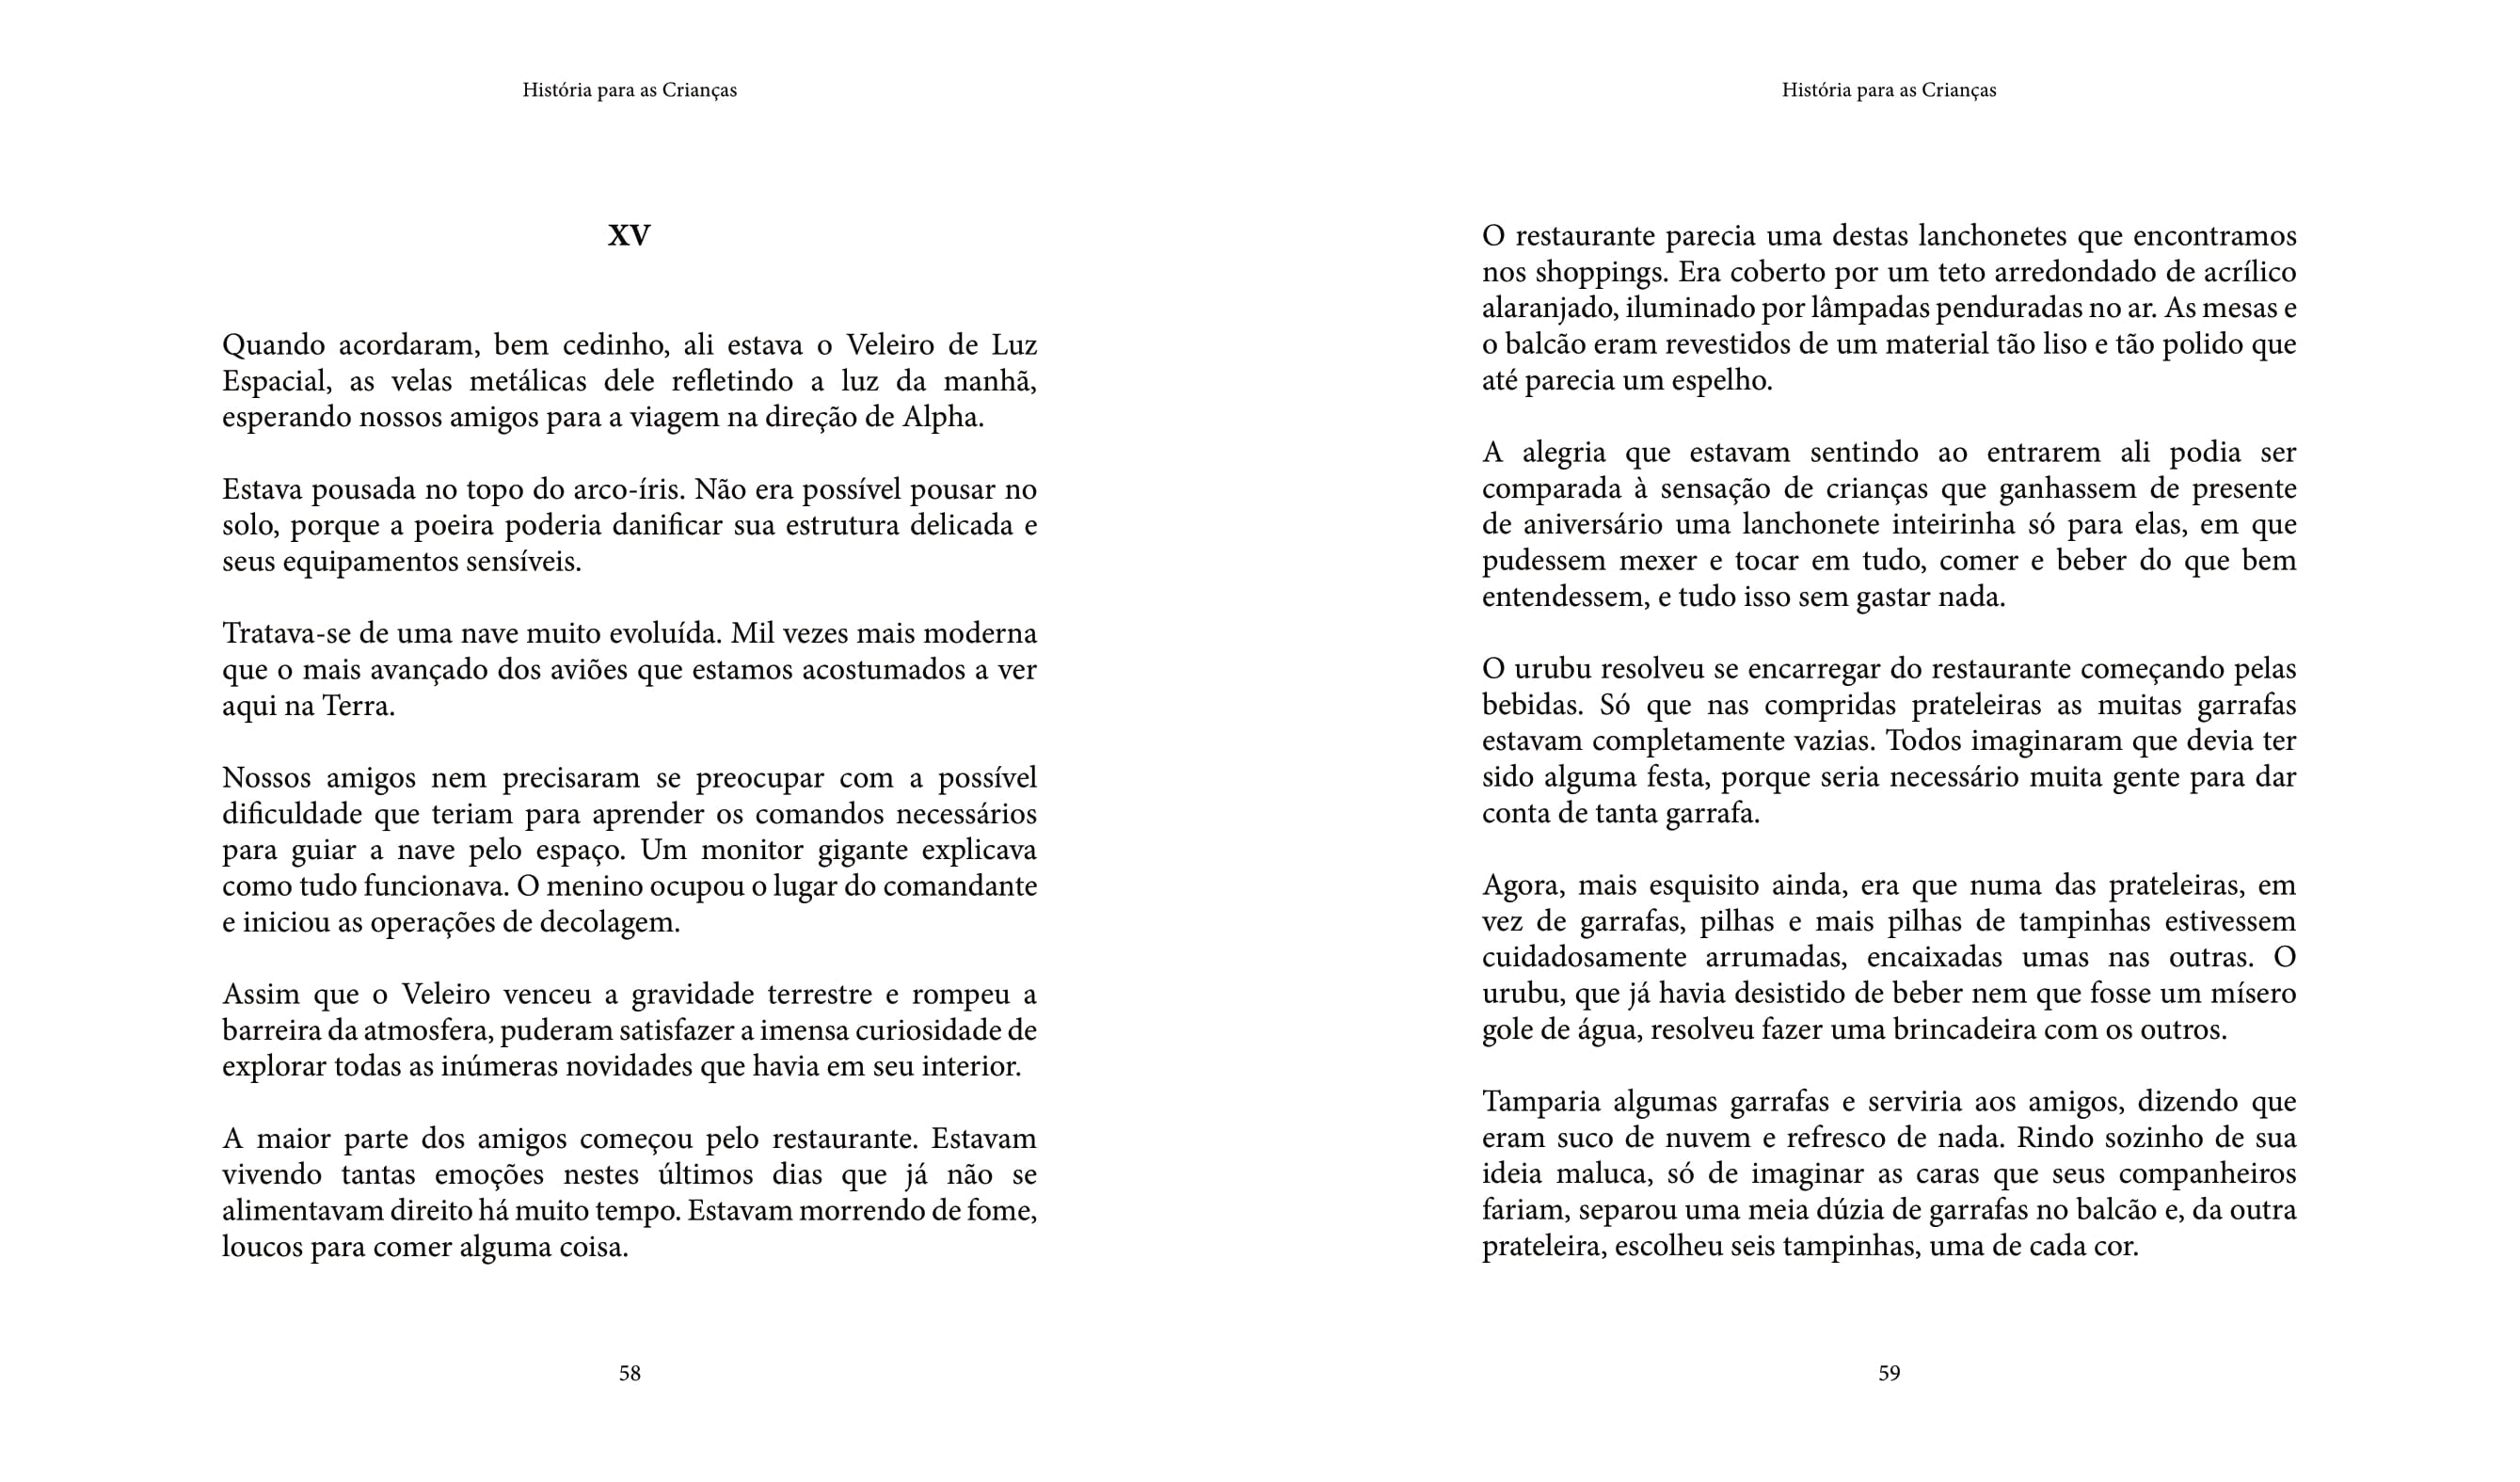 História para as Crianças
XV
Quando acordaram, bem cedinho, ali estava o Veleiro de Luz
Espacial, as velas metálicas dele refletindo a luz da manhã,
esperando nossos amigos para a viagem na direção de Alpha.
Estava pousada no topo do arco-íris. Não era possível pousar no
solo, porque a poeira poderia danificar sua estrutura delicada e
seus equipamentos sensíveis.
Tratava-se de uma nave muito evoluída. Mil vezes mais moderna
que o mais avançado dos aviões que estamos acostumados a ver
aqui na Terra.
Nossos amigos nem precisaram se preocupar com a possível
dificuldade que teriam para aprender os comandos necessários
para guiar a nave pelo espaço. Um monitor gigante explicava
como tudo funcionava. O menino ocupou o lugar do comandante
e iniciou as operações de decolagem.
Assim que o Veleiro venceu a gravidade terrestre e rompeu a
barreira da atmosfera, puderam satisfazer a imensa curiosidade de
explorar todas as inúmeras novidades que havia em seu interior.
A maior parte dos amigos começou pelo restaurante. Estavam
vivendo tantas emoções nestes últimos dias que já não se
alimentavam direito há muito tempo. Estavam morrendo de fome,
loucos para comer alguma coisa.
58
História para as Crianças
O restaurante parecia uma destas lanchonetes que encontramos
nos shoppings. Era coberto por um teto arredondado de acrílico
alaranjado, iluminado por lâmpadas penduradas no ar. As mesas e
o balcão eram revestidos de um material tão liso e tão polido que
até parecia um espelho.
A alegria que estavam sentindo ao entrarem ali podia ser
comparada à sensação de crianças que ganhassem de presente
de aniversário uma lanchonete inteirinha só para elas, em que
pudessem mexer e tocar em tudo, comer e beber do que bem
entendessem, e tudo isso sem gastar nada.
O urubu resolveu se encarregar do restaurante começando pelas
bebidas. Só que nas compridas prateleiras as muitas garrafas
estavam completamente vazias. Todos imaginaram que devia ter
sido alguma festa, porque seria necessário muita gente para dar
conta de tanta garrafa.
Agora, mais esquisito ainda, era que numa das prateleiras, em
vez de garrafas, pilhas e mais pilhas de tampinhas estivessem
cuidadosamente arrumadas, encaixadas umas nas outras. O
urubu, que já havia desistido de beber nem que fosse um mísero
gole de água, resolveu fazer uma brincadeira com os outros.
Tamparia algumas garrafas e serviria aos amigos, dizendo que
eram suco de nuvem e refresco de nada. Rindo sozinho de sua
ideia maluca, só de imaginar as caras que seus companheiros
fariam, separou uma meia dúzia de garrafas no balcão e, da outra
prateleira, escolheu seis tampinhas, uma de cada cor.
59